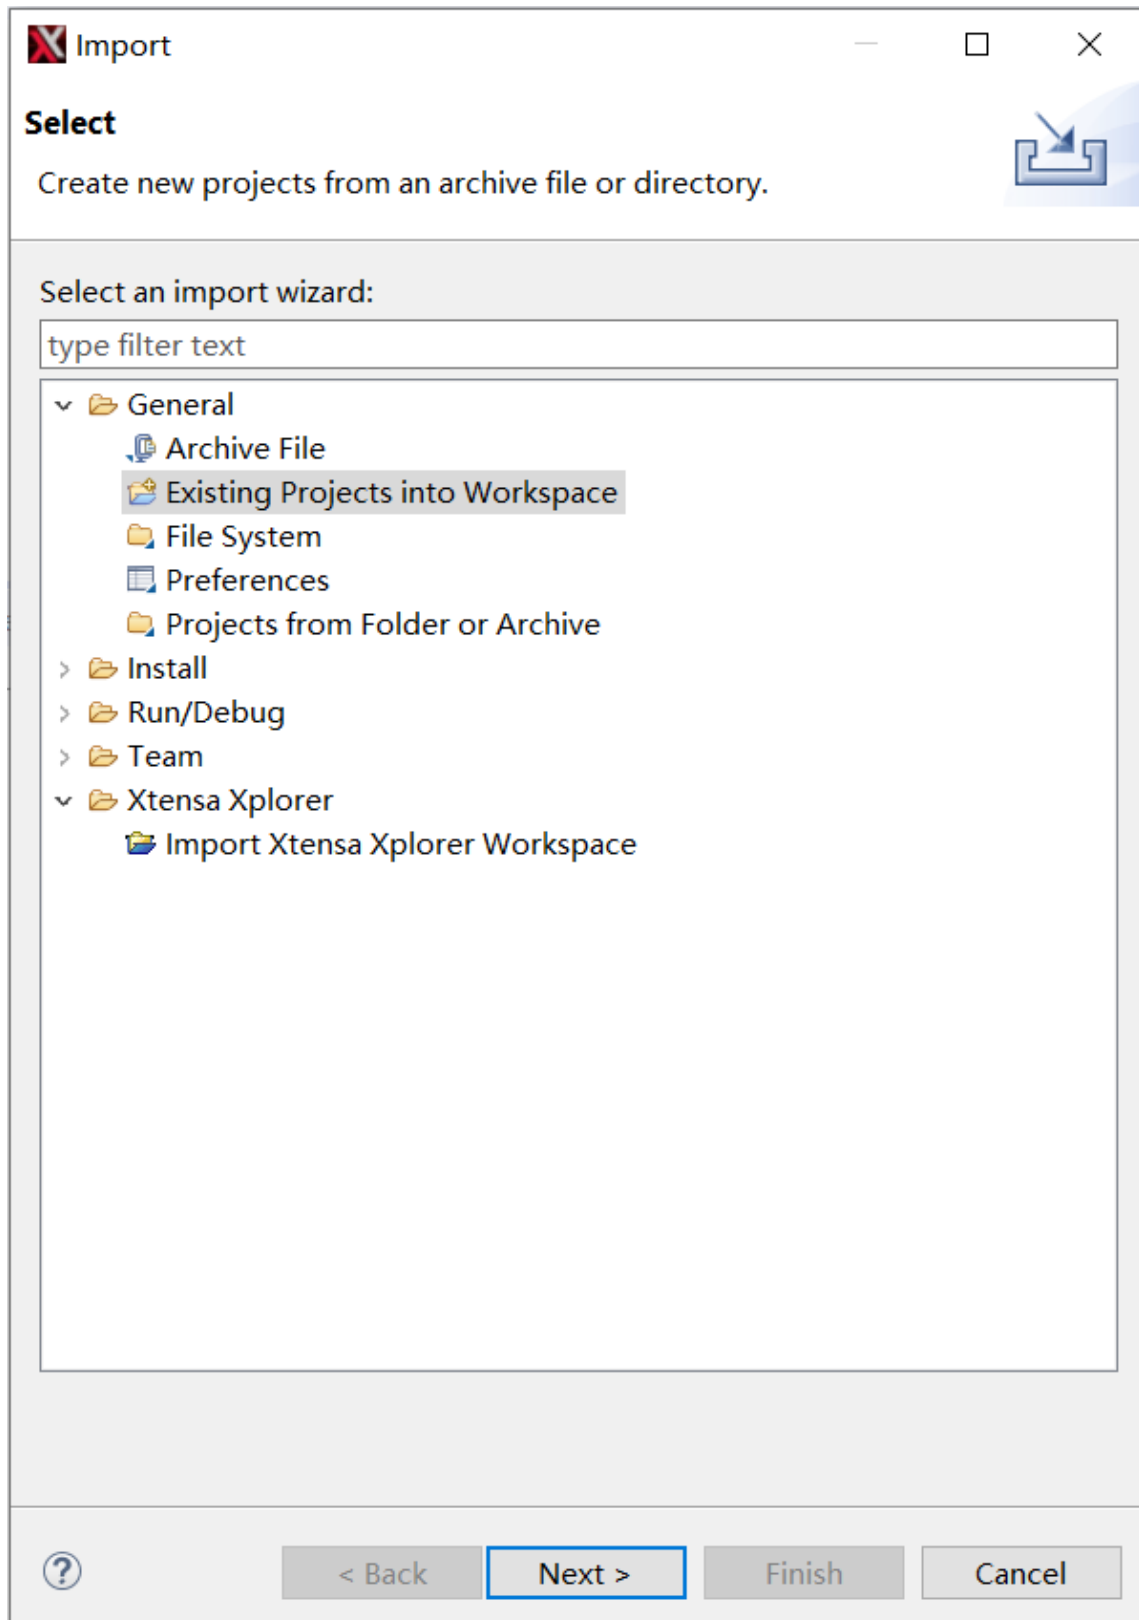 Import
Select
Create new projects from an archive file or directory.
Select an import wizard:
type filter text
General
Archive File
Existing Projects into Workspace
File System
Preferences
Projects from Folder or Archive
Install
Run/Debug
Team
Xtensa Xplorer
Import Xtensa Xplorer Workspace
< Back Next > Finish Cancel